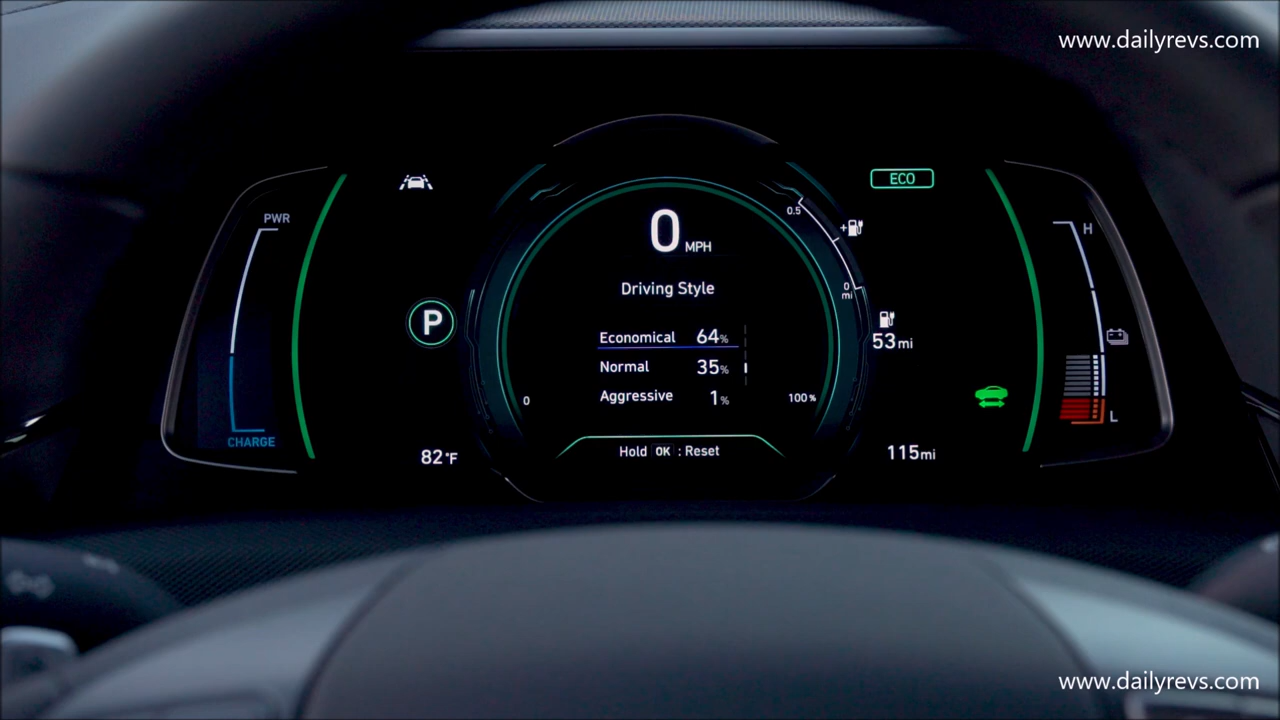 www.dailyrevs.com
ECO
PWR
0.5
+
H
0 MPH
Driving Style
0 mi
P
Economical 64%
Normal 35%
Aggressive 1%
53mi
0
100%
L
CHARGE
Hold OK : Reset
82°F
115mi
www.dailyrevs.com